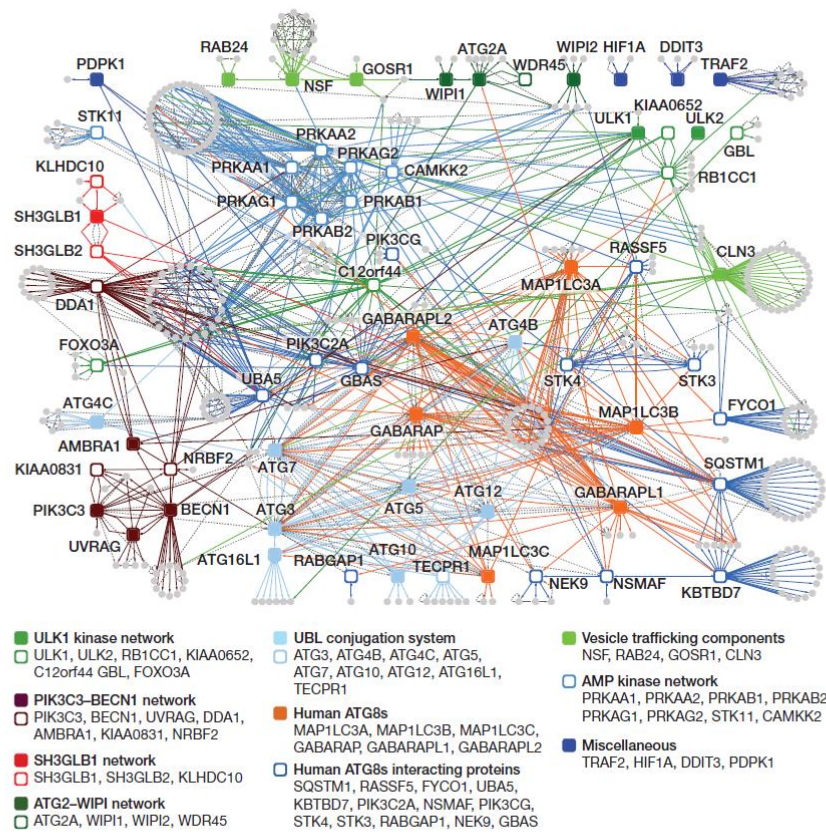 RAB24
ATG2A
WIPI2
HIF1A
DDIT3
PDPK1
GOSR1
WDR45
TRAF2
NSF
WIPI1
STK11
KIAA0652
ULK1
ULK2
PRKAA2
PRKAG2
GBL
KLHDC10
PRKAA1
CAMKK2
RB1CC1
PRKAG1
PRKAB1
SH3GLB1
PRKAB2
PIK3CG
RASSF5
CLN3
SH3GLB2
C12orf44
MAP1LC3A
DDA1
GABARAPL2
ATG4B
FOXO3A
PIK3C2A
UBA5
GBAS
STK4
STK3
ATG4C
FYCO1
MAP1LC3B
GABARAP
AMBRA1
NRBF2
KIAA0831
ATG7
SQSTM1
ATG12
GABARAPL1
PIK3C3
BECN1
ATG3
ATG5
UVRAG
ATG16L1
RABGAP1
ATG10
TECPR1
MAP1LC3C
NEK9
NSMAF
KBTBD7
ULK1 kinase network
ULK1, ULK2, RB1CC1, KIAA0652,
C12orf44 GBL, FOXO3A
PIK3C3–BECN1 network
PIK3C3, BECN1, UVRAG, DDA1,
AMBRA1, KIAA0831, NRBF2
SH3GLB1 network
SH3GLB1, SH3GLB2, KLHDC10
ATG2–WIPI network
ATG2A, WIPI1, WIPI2, WDR45
UBL conjugation system
ATG3, ATG4B, ATG4C, ATG5,
ATG7, ATG10, ATG12, ATG16L1,
TECPR1
Human ATG8s
MAP1LC3A, MAP1LC3B, MAP1LC3C,
GABARAP, GABARAPL1, GABARAPL2
Human ATG8s interacting proteins
SQSTM1, RASSF5, FYCO1, UBA5,
KBTBD7, PIK3C2A, NSMAF, PIK3CG,
STK4, STK3, RABGAP1, NEK9, GBAS
Vesicle trafficking components
NSF, RAB24, GOSR1, CLN3
AMP kinase network
PRKAA1, PRKAA2, PRKAB1, PRKAB2
PRKAG1, PRKAG2, STK11, CAMKK2
Miscellaneous
TRAF2, HIF1A, DDIT3, PDPK1